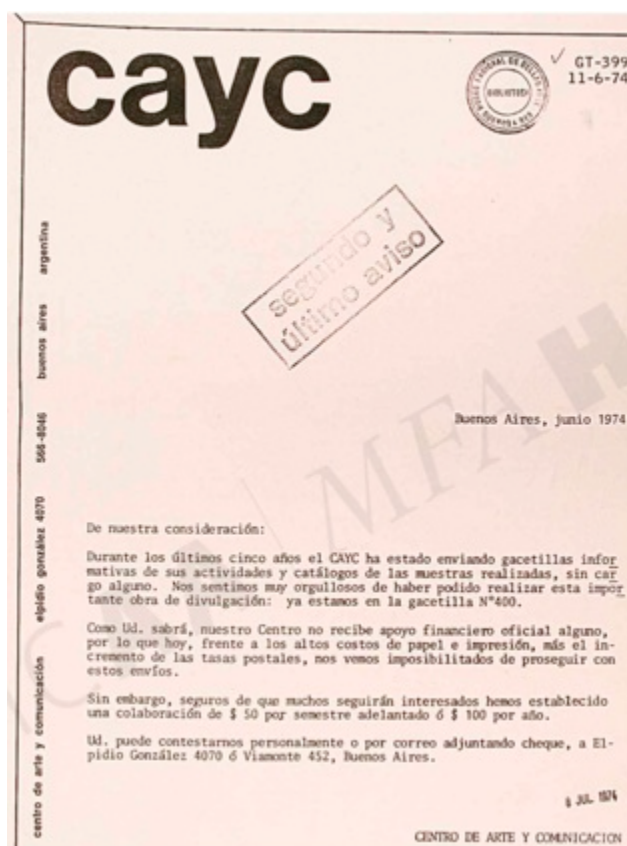 cayc
GT-399
11-6-74
segundo y
último aviso
centro de arte y comunicación elpidio gonzález 4070 566-8046 buenos aires argentina
Buenos Aires, junio 1974
De nuestra consideración:
Durante los últimos cinco años el CAYC ha estado enviando gacetillas infor
mativas de sus actividades y catálogos de las muestras realizadas, sin car
go alguno. Nos sentimos muy orgullosos de haber podido realizar esta impor
tante obra de divulgación: ya estamos en la gacetilla N°400.
Como Ud. sabrá, nuestro Centro no recibe apoyo financiero oficial alguno,
por lo que hoy, frente a los altos costos de papel e impresión, más el in-
cremento de las tasas postales, nos vemos imposibilitados de proseguir con
estos envíos.
Sin embargo, seguros de que muchos seguirán interesados hemos establecido
una colaboración de $ 50 por semestre adelantado ó $ 100 por año.
Ud. puede contestarnos personalmente o por correo adjuntando cheque, a El-
pidio González 4070 ó Viamonte 452, Buenos Aires.
JUL. 1974
CENTRO DE ARTE Y COMUNICACION
MFAH